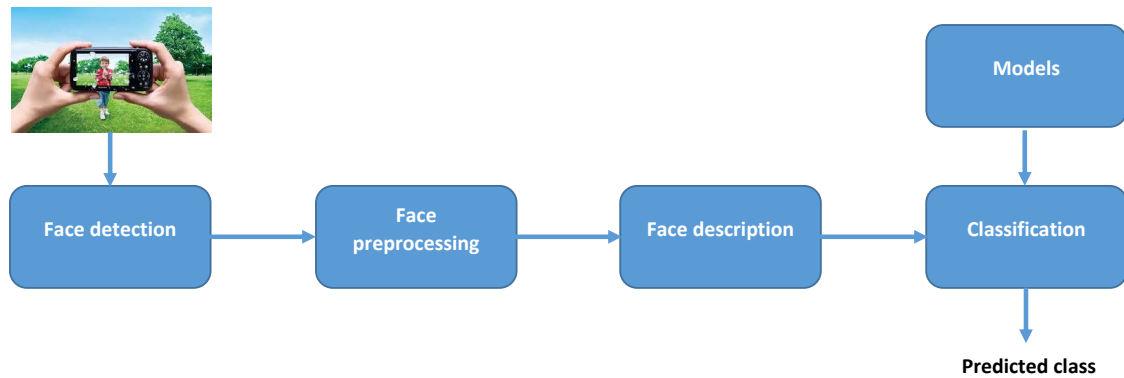 Models
Face detection
Face
preprocessing
Face description
Classification
Predicted class